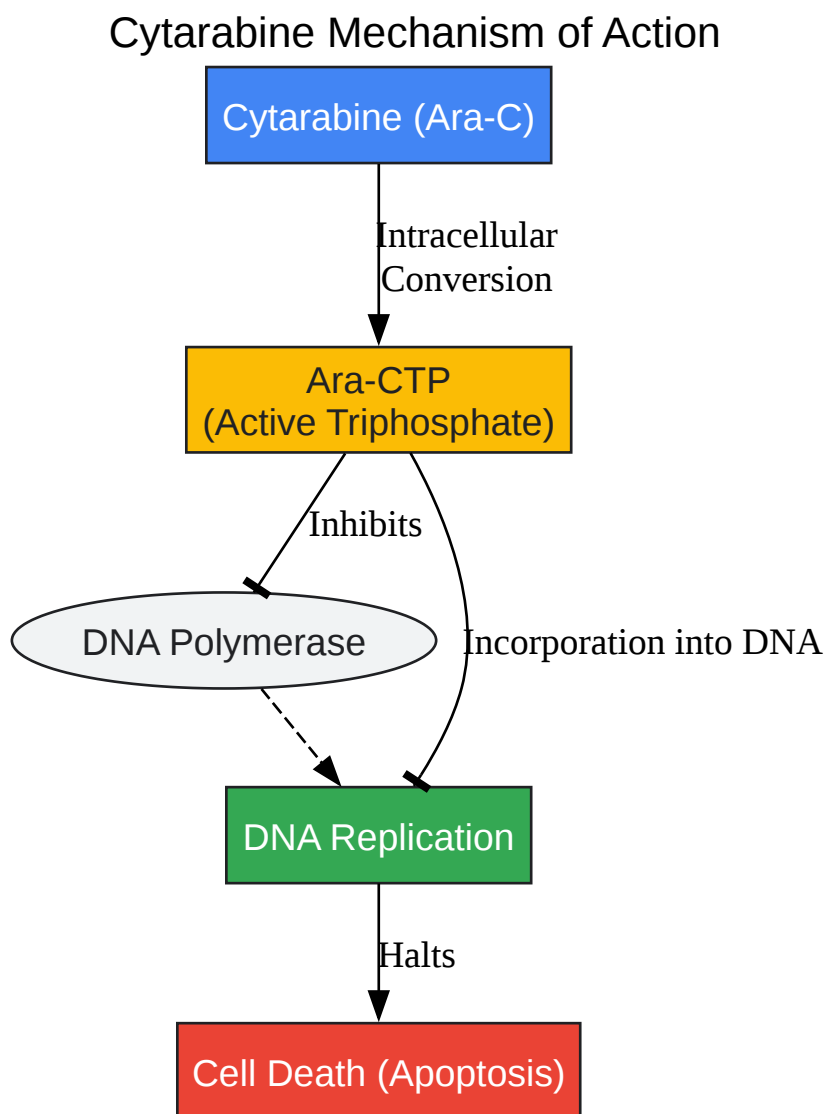 Cytarabine Mechanism of Action
Cytarabine (Ara-C)
Intracellular
Conversion
Ara-CTP
(Active Triphosphate)
Inhibits
DNA Polymerase
Incorporation into DNA
DNA Replication
Halts
Cell Death (Apoptosis)